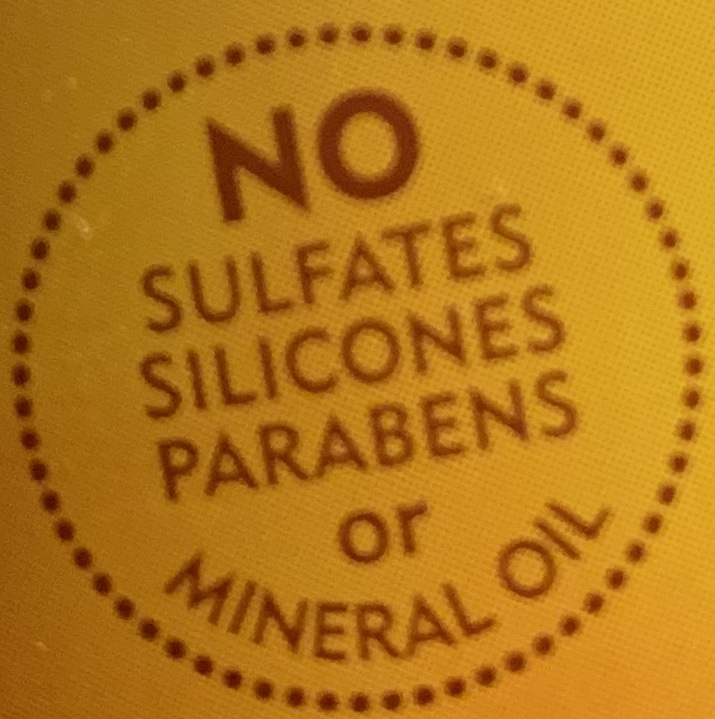 NO
SULFATES
SILICONES
PARABENS
or
MINERAL OIL